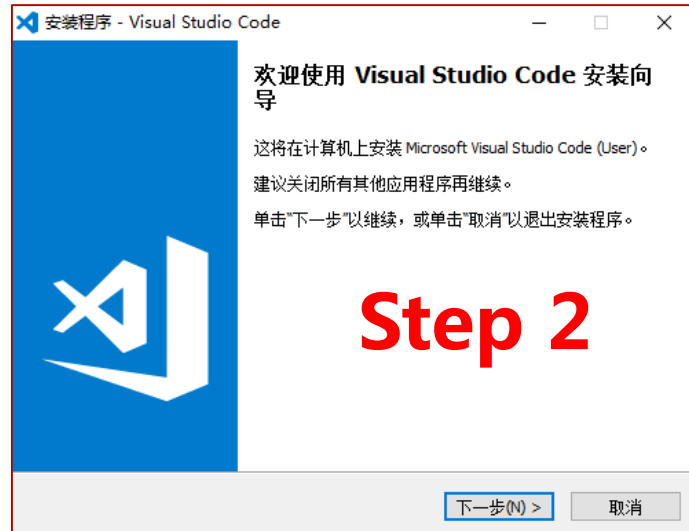 安装程序 - Visual Studio Code
欢迎使用 Visual Studio Code 安装向
导
这将在计算机上安装 Microsoft Visual Studio Code (User)。
建议关闭所有其他应用程序再继续。
单击“下一步”以继续，或单击“取消”以退出安装程序。
Step 2
下一步(N) >
取消